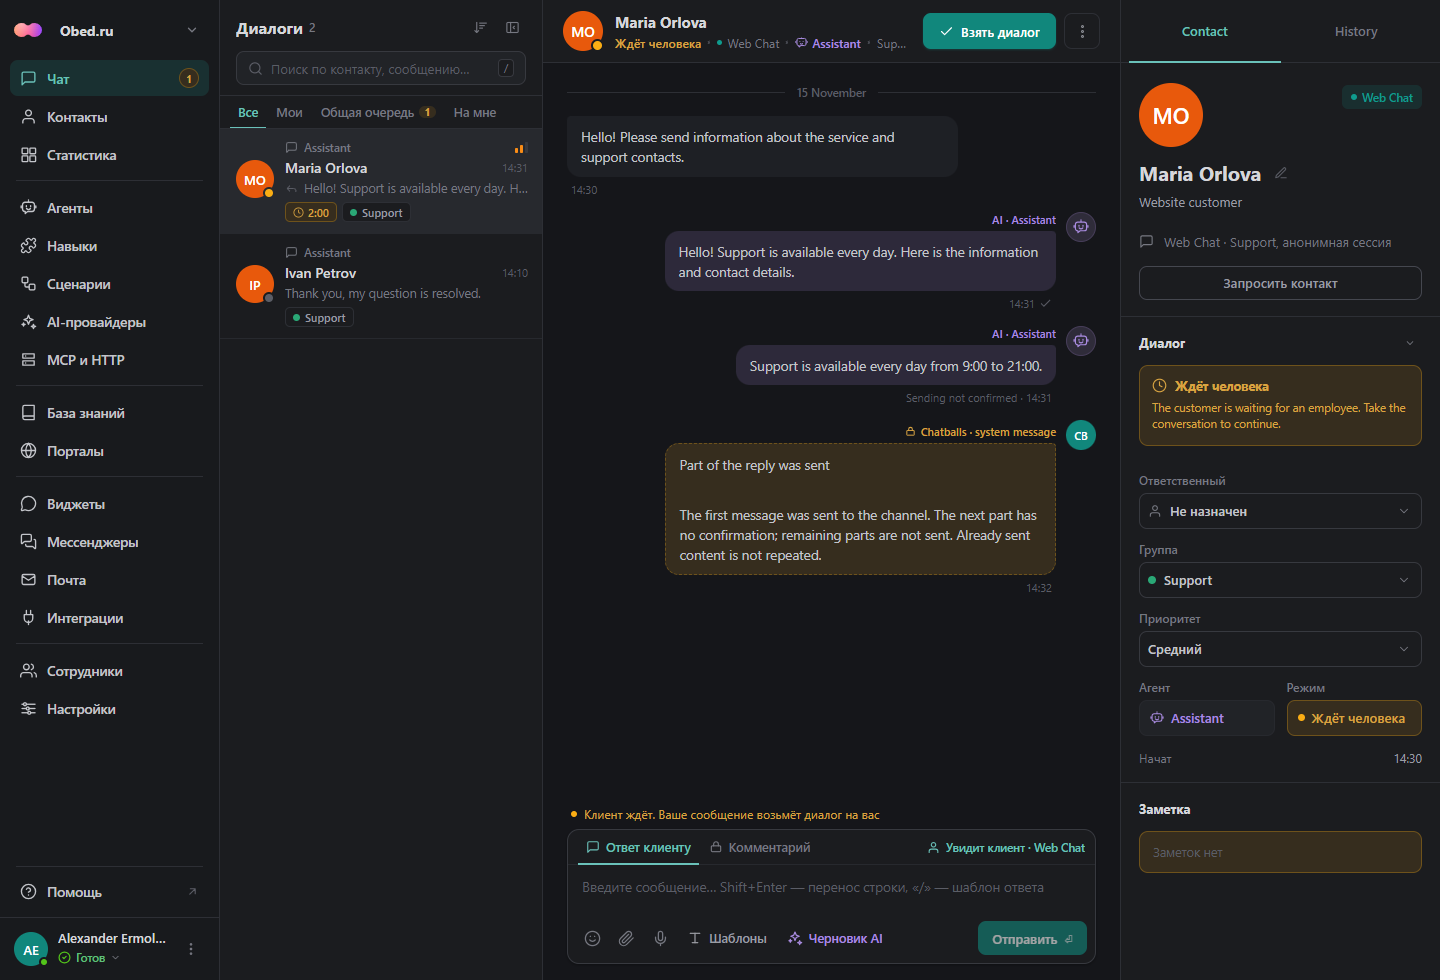 Obed.ru
Чат
1
Контакты
Статистика
Агенты
Навыки
Сценарии
AI-провайдеры
MCP и HTTP
База знаний
Порталы
Виджеты
Мессенджеры
Почта
Интеграции
Сотрудники
Настройки
Помощь
AE
Alexander Ermol...
Готов
Диалоги 2
Поиск по контакту, сообщению...
/
Все
Мои
Общая очередь 1
На мне
Assistant
MO
Maria Orlova
14:31
Hello! Support is available every day. H...
2:00
Support
Assistant
IP
Ivan Petrov
14:10
Thank you, my question is resolved.
Support
MO
Maria Orlova
Ждёт человека · Web Chat · Assistant · Sup...
Взять диалог
15 November
Hello! Please send information about the service and
support contacts.
14:30
AI · Assistant
Hello! Support is available every day. Here is the information
and contact details.
14:31
AI · Assistant
Support is available every day from 9:00 to 21:00.
Sending not confirmed · 14:31
Chatballs · system message
CB
Part of the reply was sent
The first message was sent to the channel. The next part has
no confirmation; remaining parts are not sent. Already sent
content is not repeated.
14:32
Клиент ждёт. Ваше сообщение возьмёт диалог на вас
Ответ клиенту
Комментарий
Увидит клиент · Web Chat
Введите сообщение... Shift+Enter — перенос строки, «/» — шаблон ответа
Шаблоны
Черновик AI
Отправить
Contact
History
MO
Web Chat
Maria Orlova
Website customer
Web Chat · Support, анонимная сессия
Запросить контакт
Диалог
Ждёт человека
The customer is waiting for an employee. Take the
conversation to continue.
Ответственный
Не назначен
Группа
Support
Приоритет
Средний
Агент
Режим
Assistant
Ждёт человека
Начат
14:30
Заметка
Заметок нет